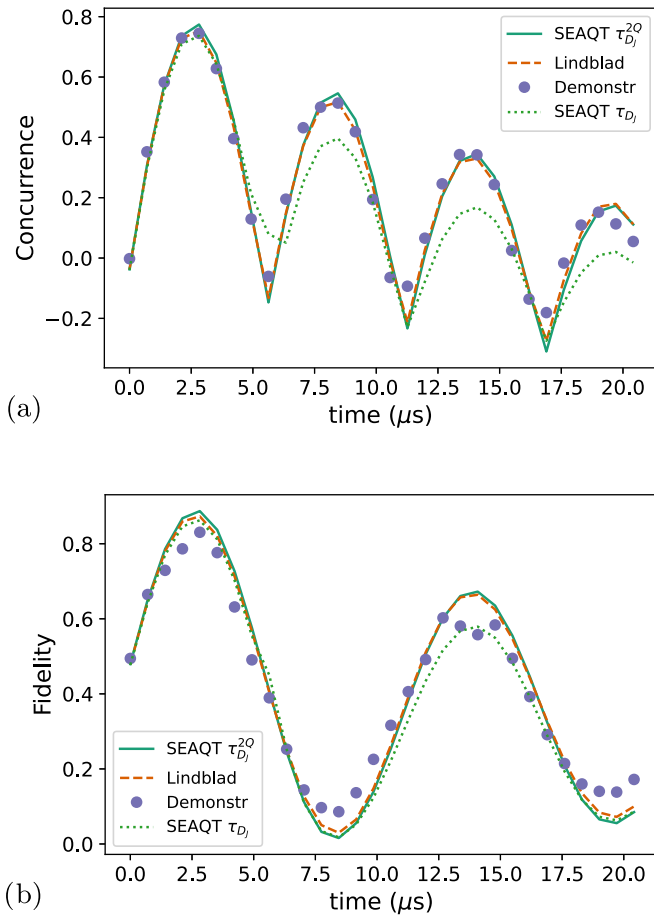 0.8
0.6
0.4
0.2
0.0
−0.2
Concurrence
SEAQT τ_{D_J}^{2Q}
Lindblad
Demonstr
SEAQT τ_{D_J}
0.0 2.5 5.0 7.5 10.0 12.5 15.0 17.5 20.0
time (μs)
(a)
0.8
0.6
0.4
0.2
0.0
Fidelity
SEAQT τ_{D_J}^{2Q}
Lindblad
Demonstr
SEAQT τ_{D_J}
0.0 2.5 5.0 7.5 10.0 12.5 15.0 17.5 20.0
time (μs)
(b)